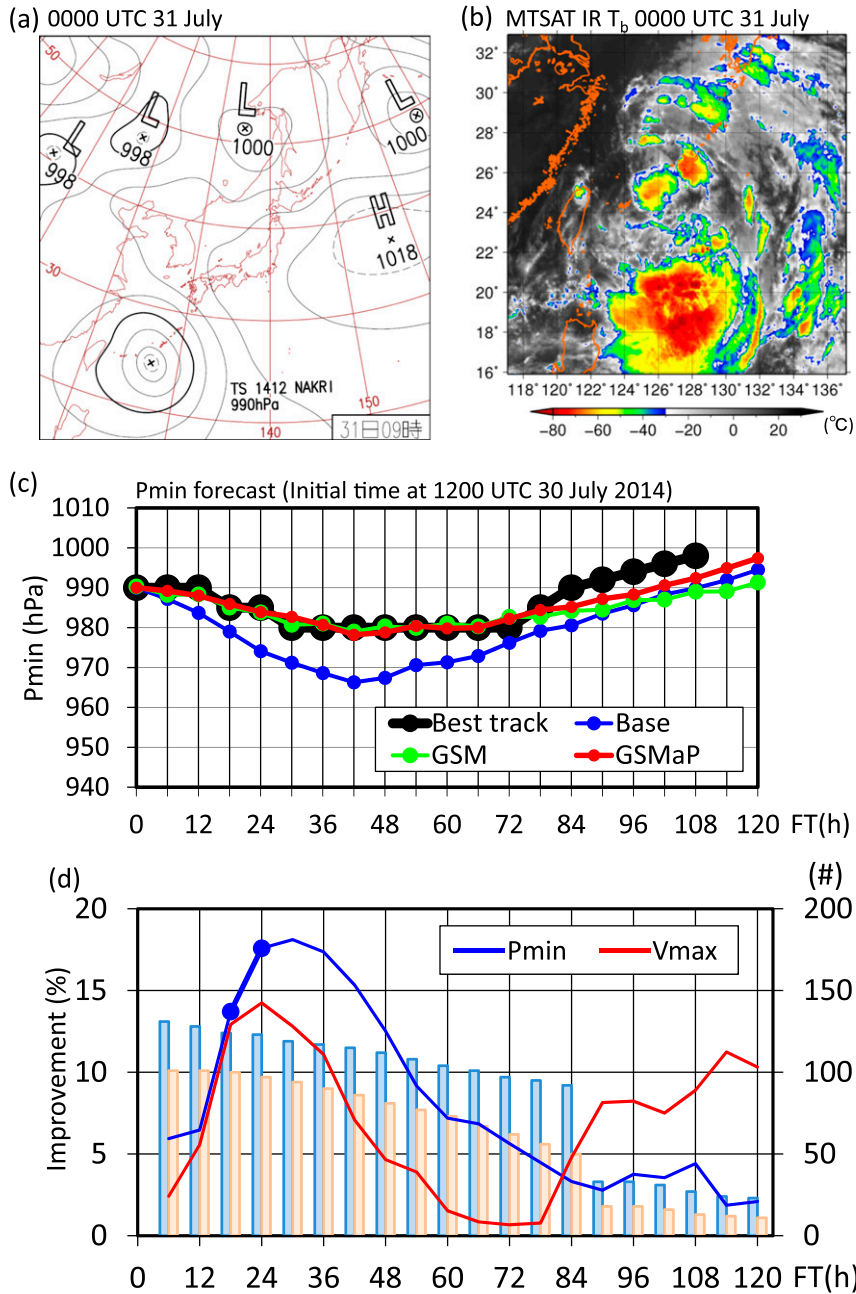 (a) 0000 UTC 31 July
50
L
998
L
998
L
1000
L
1000
H
1018
30
TS 1412 NAKRI
990hPa
150
140
31日09時
(b) MTSAT IR Tb 0000 UTC 31 July
32°
30°
28°
26°
24°
22°
20°
18°
16°
118° 120° 122° 124° 126° 128° 130° 132° 134° 136°
−80 −60 −40 −20 0 20 (°C)
(c)
Pmin forecast (Initial time at 1200 UTC 30 July 2014)
Pmin (hPa)
1010
1000
990
980
970
960
950
940
Best track Base
GSM GSMaP
0 12 24 36 48 60 72 84 96 108 120 FT(h)
(d) (#)
Improvement (%)
20 200
15 150
10 100
5 50
0 0
Pmin Vmax
0 12 24 36 48 60 72 84 96 108 120 FT(h)